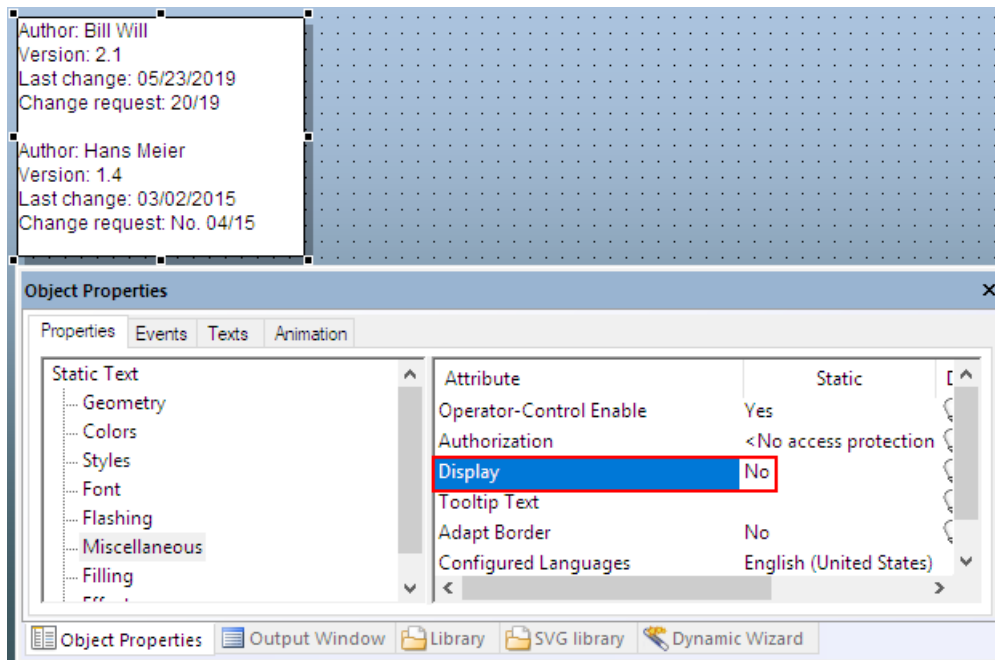 Author: Bill Will
Version: 2.1
Last change: 05/23/2019
Change request: 20/19
Author: Hans Meier
Version: 1.4
Last change: 03/02/2015
Change request: No. 04/15
Object Properties
Properties Events Texts Animation
Static Text
Geometry
Colors
Styles
Font
Flashing
Miscellaneous
Filling
Attribute Static
Operator-Control Enable Yes
Authorization <No access protection
Display No
Tooltip Text
Adapt Border No
Configured Languages English (United States)
Object Properties Output Window Library SVG library Dynamic Wizard